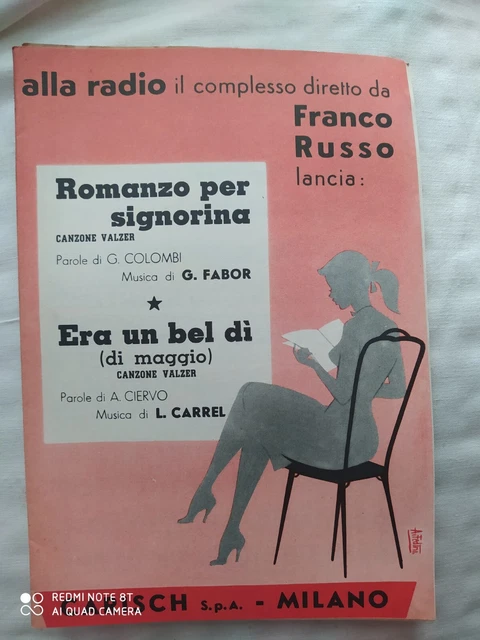 alla radio il complesso diretto da
Franco
Russo
lancia:
Romanzo per
signorina
CANZONE VALZER
Parole di G. COLOMBI
Musica di G. FABOR
Era un bel dì
(di maggio)
CANZONE VALZER
Parole di A. CIERVO
Musica di L. CARREL
CARISCH S.p.A. - MILANO
REDMI NOTE 8T
AI QUAD CAMERA